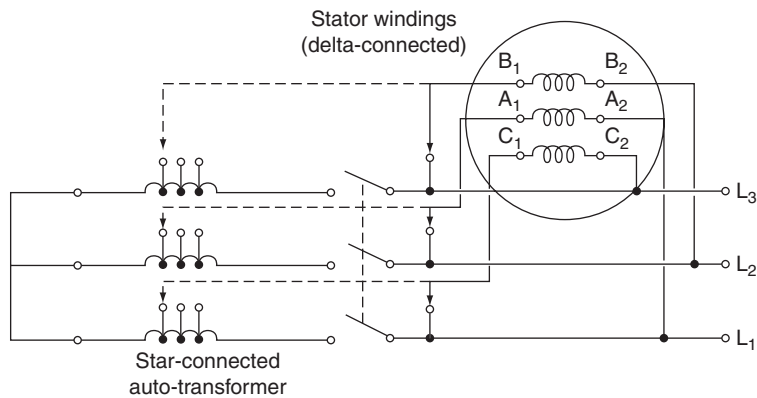 Stator windings
(delta-connected)
B₁ B₂
A₁ A₂
C₁ C₂
L₃
L₂
L₁
Star-connected
auto-transformer